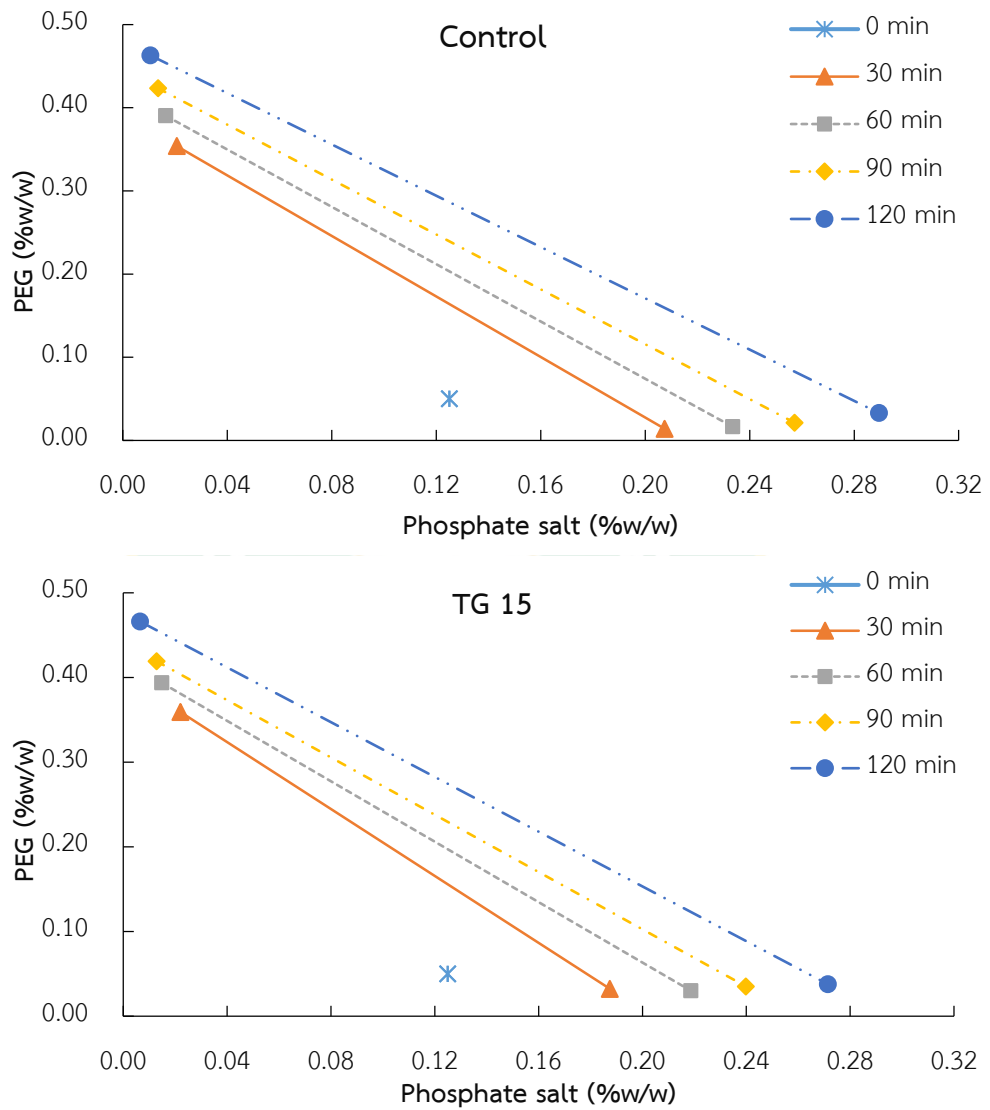 Control
0.50
0.40
0.30
0.20
0.10
0.00
PEG (%w/w)
0.00 0.04 0.08 0.12 0.16 0.20 0.24 0.28 0.32
Phosphate salt (%w/w)
0 min
30 min
60 min
90 min
120 min
TG 15
0.50
0.40
0.30
0.20
0.10
0.00
PEG (%w/w)
0.00 0.04 0.08 0.12 0.16 0.20 0.24 0.28 0.32
Phosphate salt (%w/w)
0 min
30 min
60 min
90 min
120 min